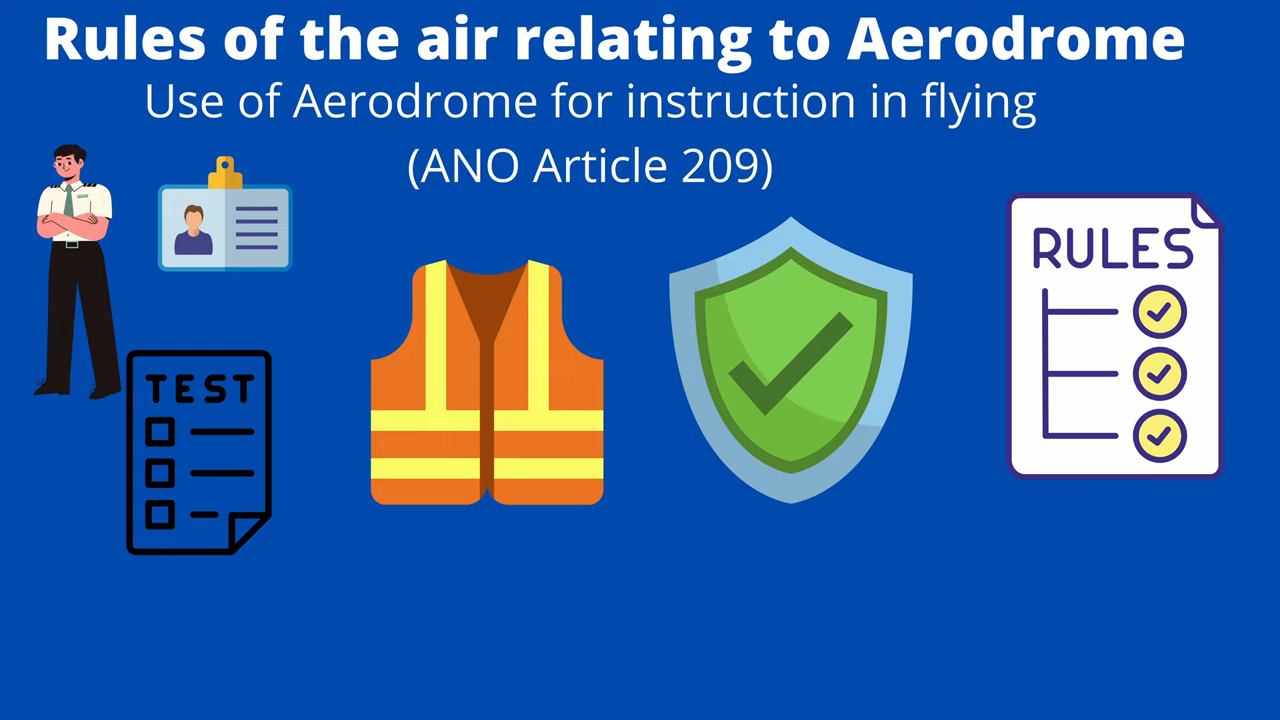 Rules of the air relating to Aerodrome
Use of Aerodrome for instruction in flying
(ANO Article 209)
RULES
TEST